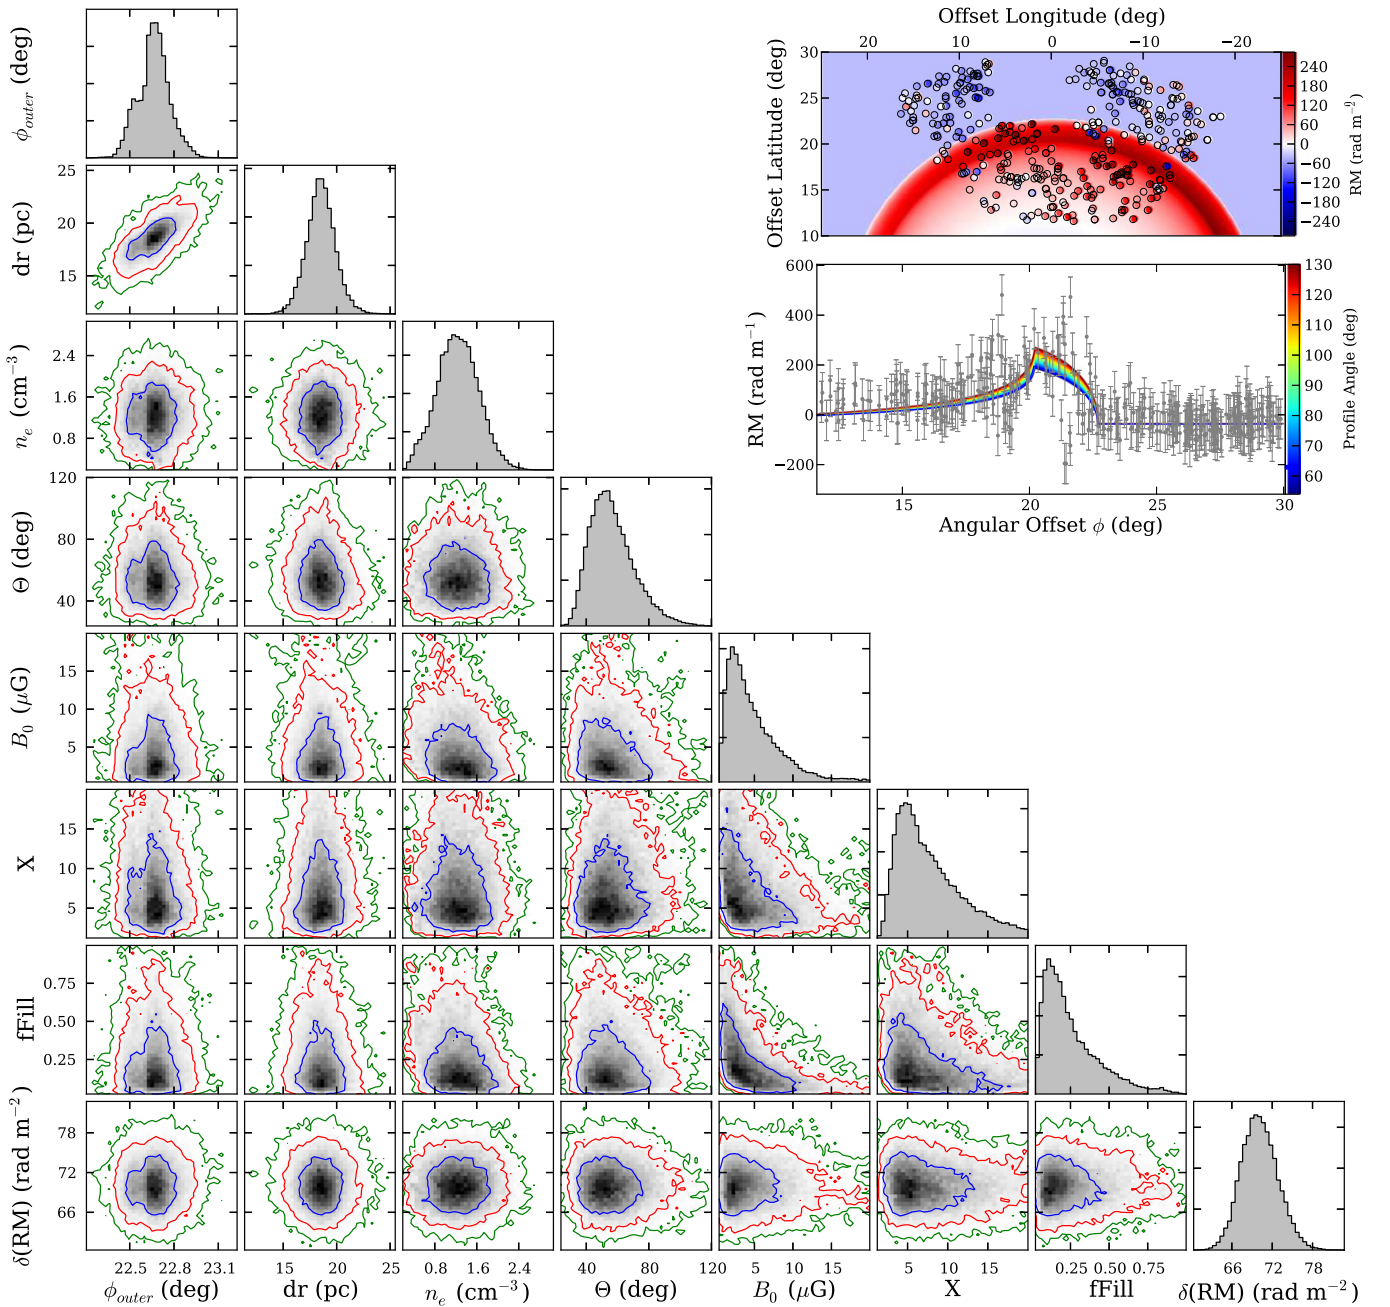 Offset Longitude (deg)
20 10 0 −10 −20
Offset Latitude (deg)
30
25
20
15
10
240
180
120
60
0
−60
−120
−180
−240
RM (rad m⁻²)
600
400
200
0
−200
RM (rad m⁻¹)
15 20 25 30
Angular Offset ϕ (deg)
130
120
110
100
90
80
70
60
Profile Angle (deg)
ϕ_outer (deg)
dr (pc)
25
20
15
n_e (cm⁻³)
2.4
1.6
0.8
Θ (deg)
120
80
40
B₀ (μG)
15
10
5
X
15
10
5
fFill
0.75
0.50
0.25
δ(RM) (rad m⁻²)
78
72
66
22.5 22.8 23.1
15 20 25
0.8 1.6 2.4
40 80 120
5 10 15
5 10 15
0.25 0.50 0.75
66 72 78
ϕ_outer (deg)
dr (pc)
n_e (cm⁻³)
Θ (deg)
B₀ (μG)
X
fFill
δ(RM) (rad m⁻²)